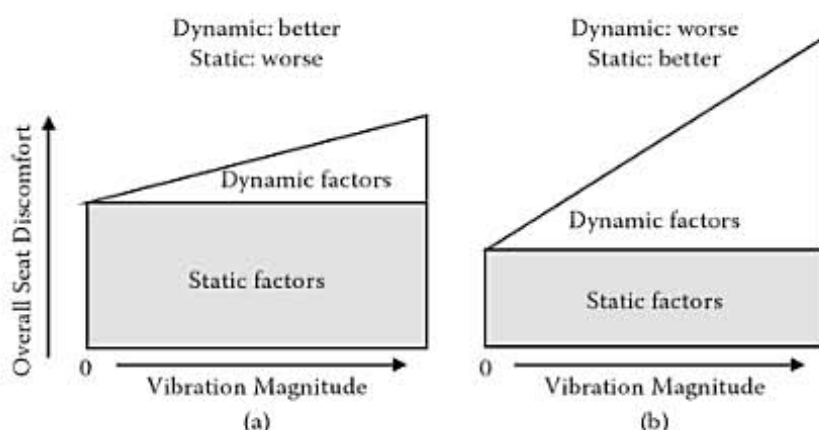 Dynamic: better
Static: worse
Overall Seat Discomfort
Dynamic factors
Static factors
0
Vibration Magnitude
(a)
Dynamic: worse
Static: better
Dynamic factors
Static factors
0
Vibration Magnitude
(b)